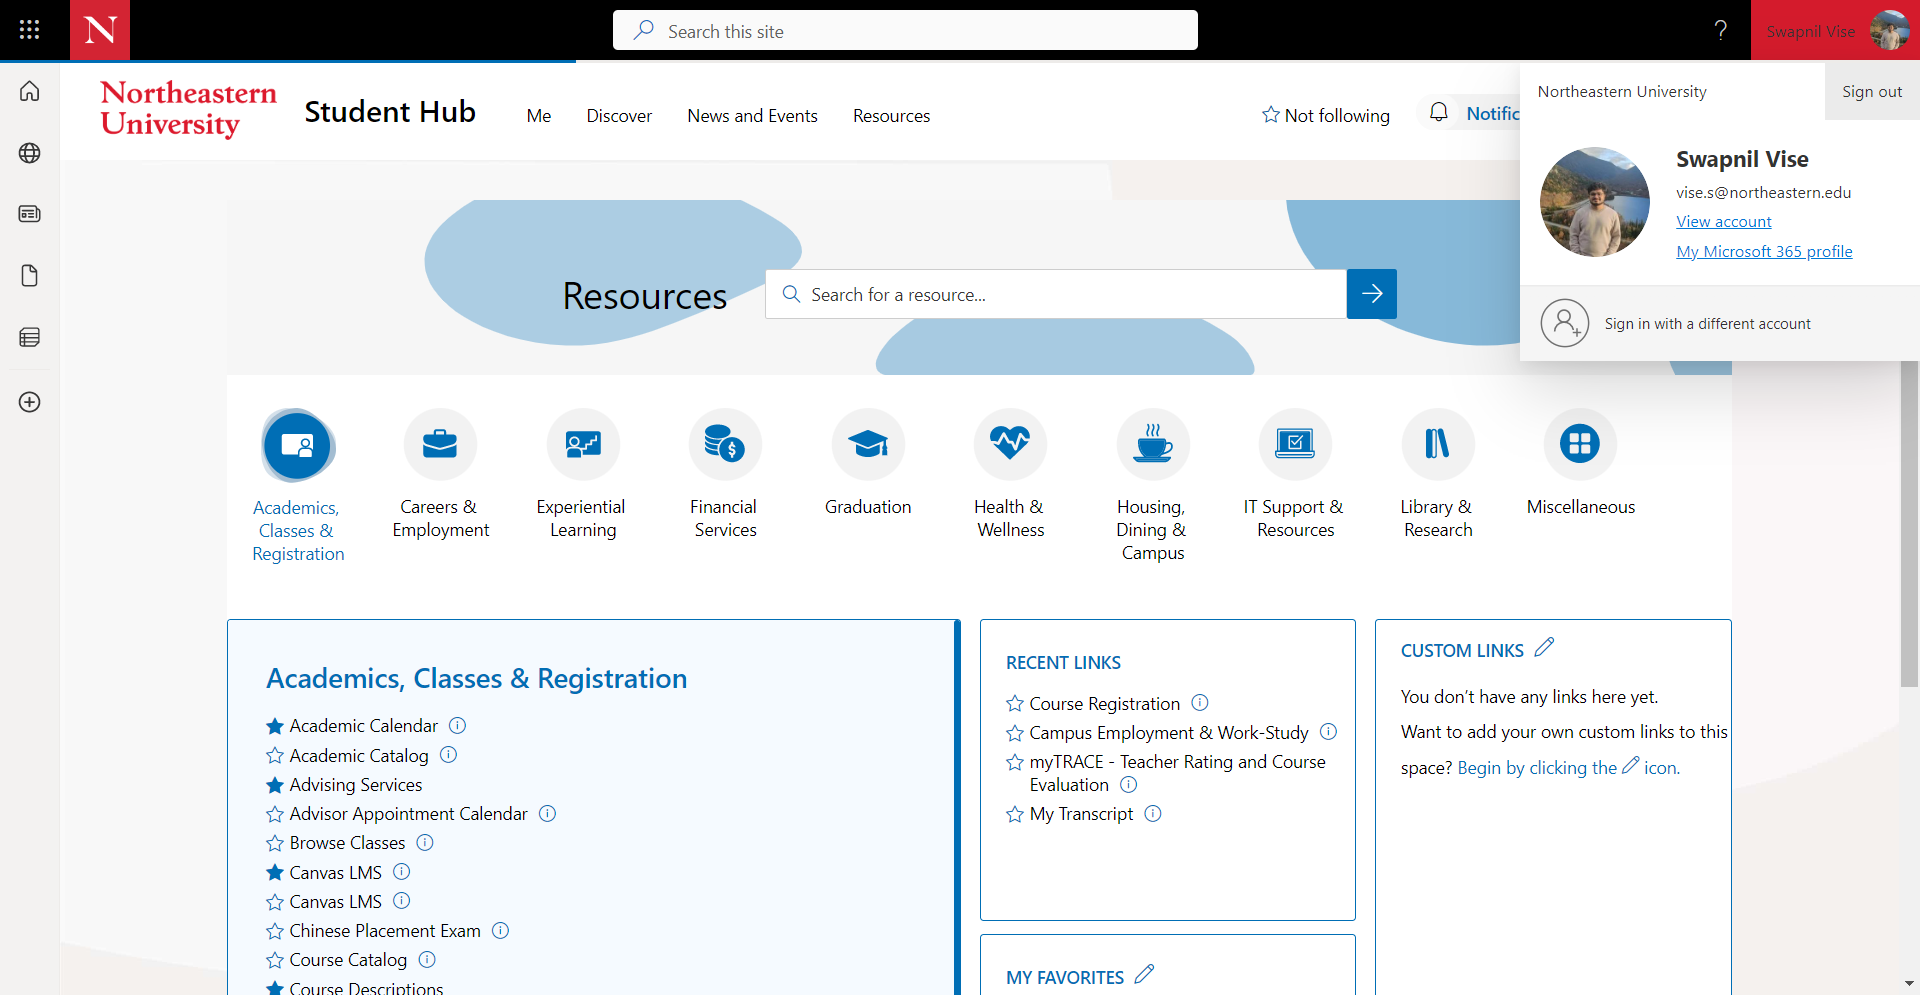 N
Search this site
?
Swapnil Vise
Northeastern
University
Student Hub
Me
Discover
News and Events
Resources
Not following
Northeastern University
Sign out
Swapnil Vise
vise.s@northeastern.edu
View account
My Microsoft 365 profile
Sign in with a different account
Resources
Search for a resource...
Academics,
Classes &
Registration
Careers &
Employment
Experiential
Learning
Financial
Services
Graduation
Health &
Wellness
Housing,
Dining &
Campus
IT Support &
Resources
Library &
Research
Miscellaneous
Academics, Classes & Registration
Academic Calendar
Academic Catalog
Advising Services
Advisor Appointment Calendar
Browse Classes
Canvas LMS
Canvas LMS
Chinese Placement Exam
Course Catalog
Course Descriptions
RECENT LINKS
Course Registration
Campus Employment & Work-Study
myTRACE - Teacher Rating and Course
Evaluation
My Transcript
MY FAVORITES
CUSTOM LINKS
You don’t have any links here yet.
Want to add your own custom links to this
space? Begin by clicking the icon.